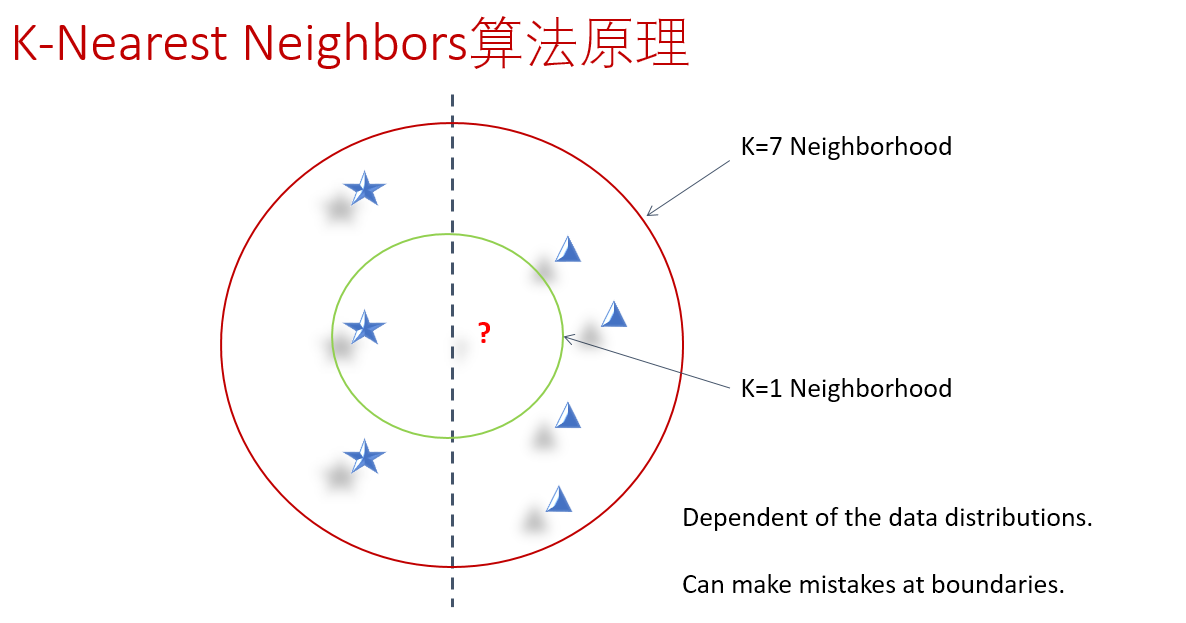 K-Nearest Neighbors算法原理
K=7 Neighborhood
?
K=1 Neighborhood
Dependent of the data distributions.
Can make mistakes at boundaries.